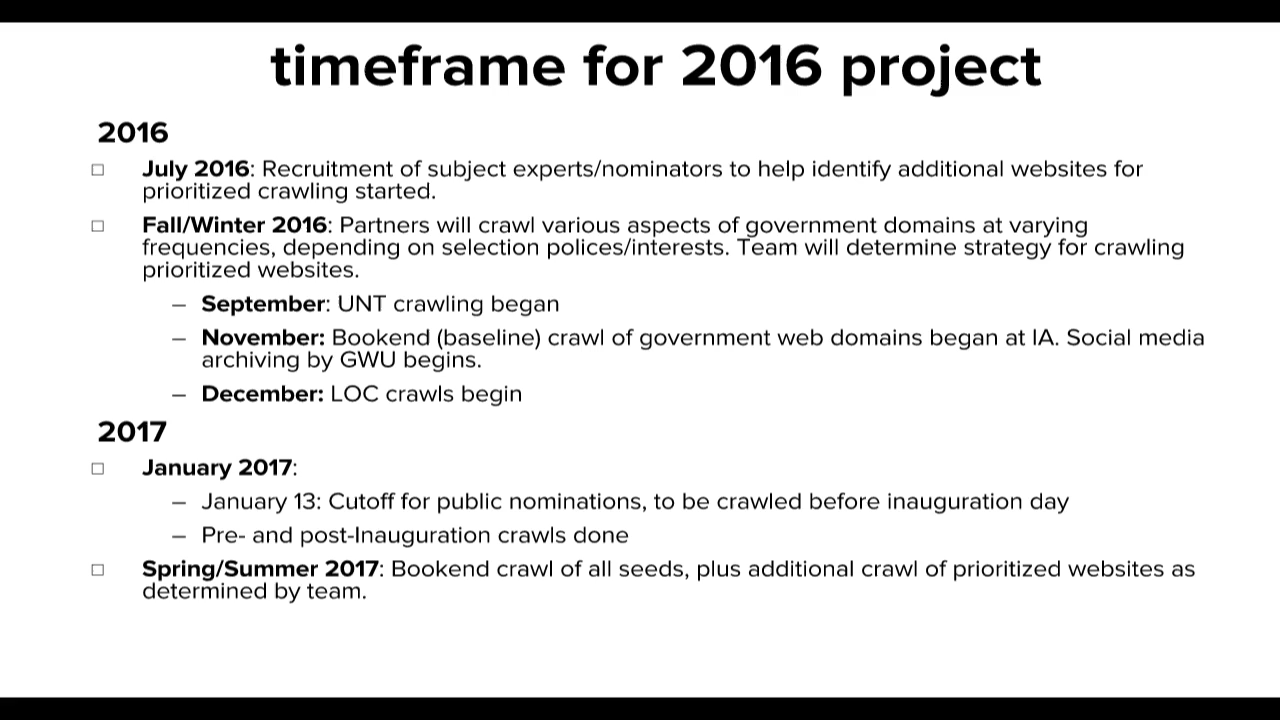 timeframe for 2016 project
2016
□ July 2016: Recruitment of subject experts/nominators to help identify additional websites for
prioritized crawling started.
□ Fall/Winter 2016: Partners will crawl various aspects of government domains at varying
frequencies, depending on selection polices/interests. Team will determine strategy for crawling
prioritized websites.
– September: UNT crawling began
– November: Bookend (baseline) crawl of government web domains began at IA. Social media
archiving by GWU begins.
– December: LOC crawls begin
2017
□ January 2017:
– January 13: Cutoff for public nominations, to be crawled before inauguration day
– Pre- and post-Inauguration crawls done
□ Spring/Summer 2017: Bookend crawl of all seeds, plus additional crawl of prioritized websites as
determined by team.